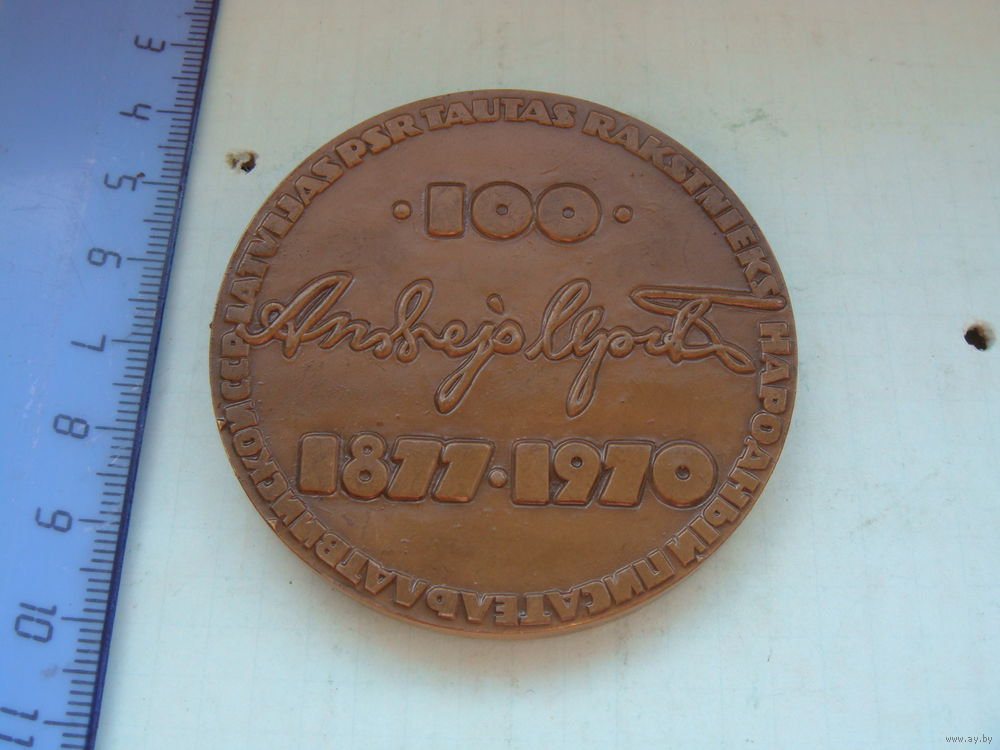 LATVIJAS PSR TAUTAS RAKSTNIEKS
НАРОДНЫЙ ПИСАТЕЛЬ ЛАТВИЙСКОЙ ССР
·100·
Andrejs Upīts
1877·1970
3
4
5
6
7
8
9
10
11
www.ay.by